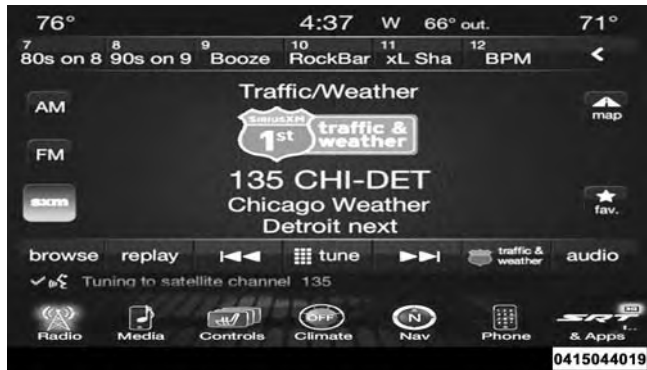 76° 4:37 W 66° out. 71°
7 8 9 10 11 12
80s on 8 90s on 9 Booze RockBar xL Sha BPM
Traffic/Weather
AM
map
SiriusXM
1st traffic & weather
FM
135 CHI-DET
sxm
Chicago Weather
fav.
Detroit next
browse replay tune traffic & weather audio
Tuning to satellite channel 135
OFF N
Radio Media Controls Climate Nav Phone SRT & Apps
0415044019